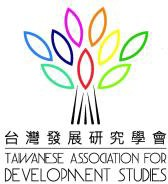 台灣發展研究學會
TAIWANESE ASSOCIATION FOR
DEVELOPMENT STUDIES